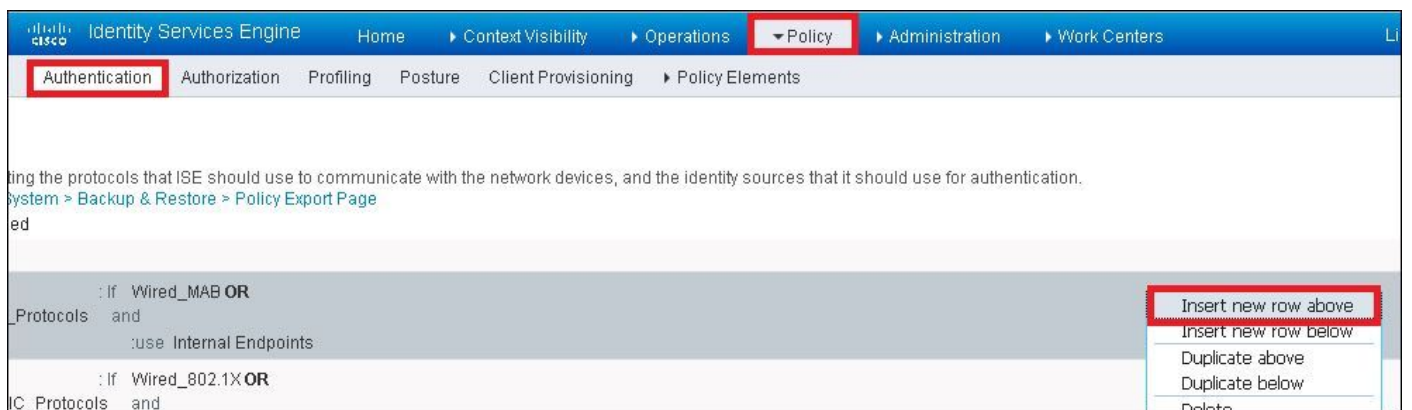 cisco Identity Services Engine Home Context Visibility Operations Policy Administration Work Centers Li
Authentication Authorization Profiling Posture Client Provisioning Policy Elements
ting the protocols that ISE should use to communicate with the network devices, and the identity sources that it should use for authentication.
System > Backup & Restore > Policy Export Page
ed
: If Wired_MAB OR
_Protocols and
:use Internal Endpoints
: If Wired_802.1X OR
IC_Protocols and
Insert new row above
Insert new row below
Duplicate above
Duplicate below
Delete